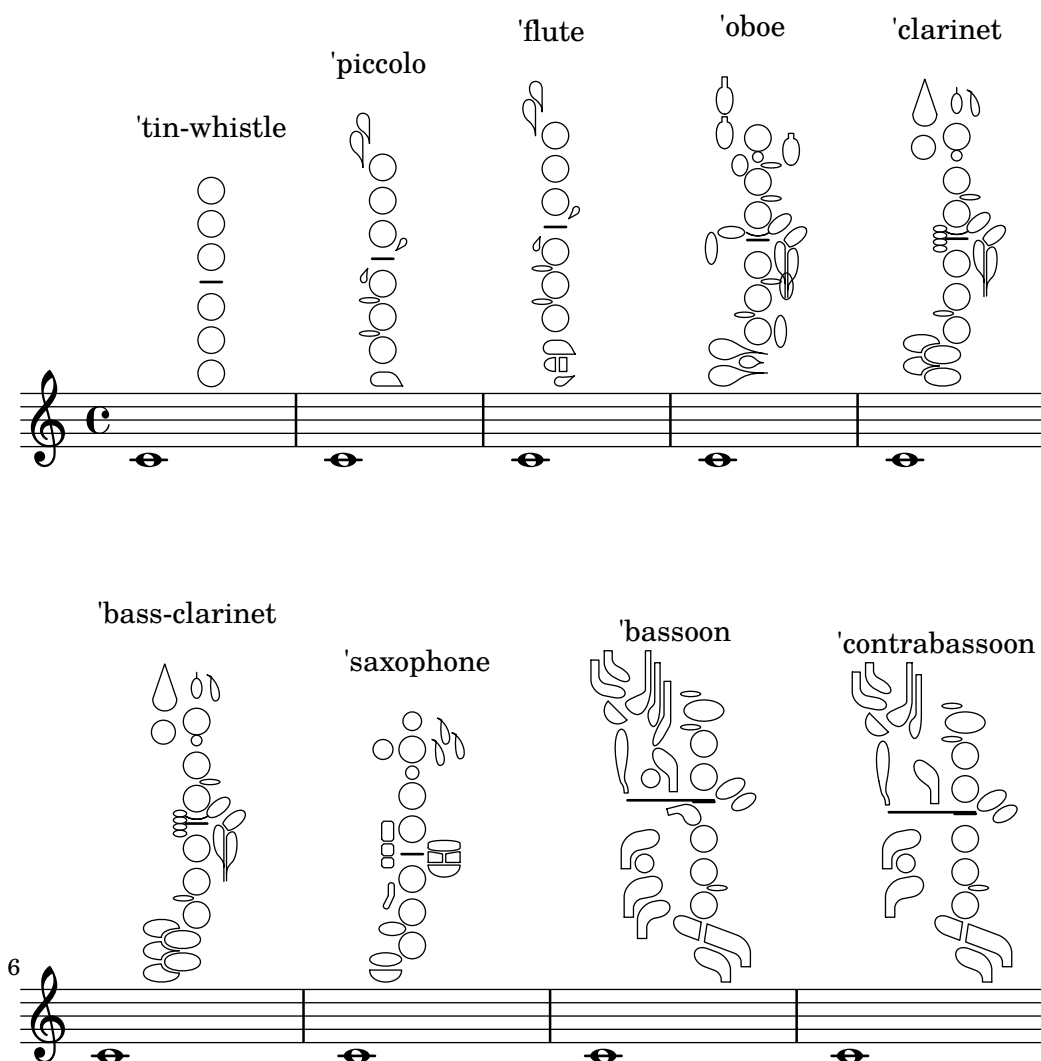 'tin-whistle 'piccolo 'flute 'oboe 'clarinet
'bass-clarinet 'saxophone 'bassoon 'contrabassoon
6